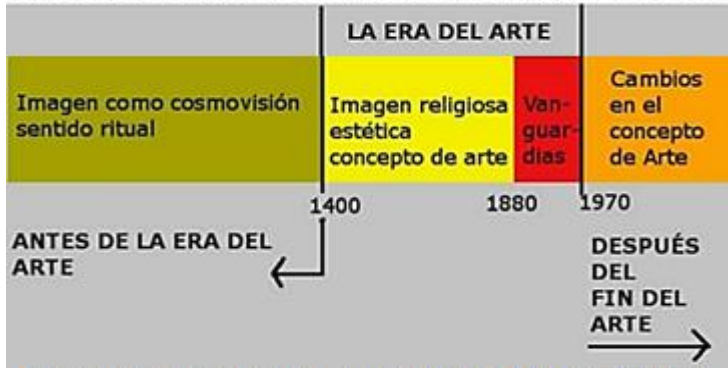 LA ERA DEL ARTE
Imagen como cosmovisión
sentido ritual
Imagen religiosa
estética
concepto de arte
Van-
guar-
dias
Cambios
en el
concepto
de Arte
1400
1880
1970
ANTES DE LA ERA DEL
ARTE
DESPUÉS
DEL
FIN DEL
ARTE